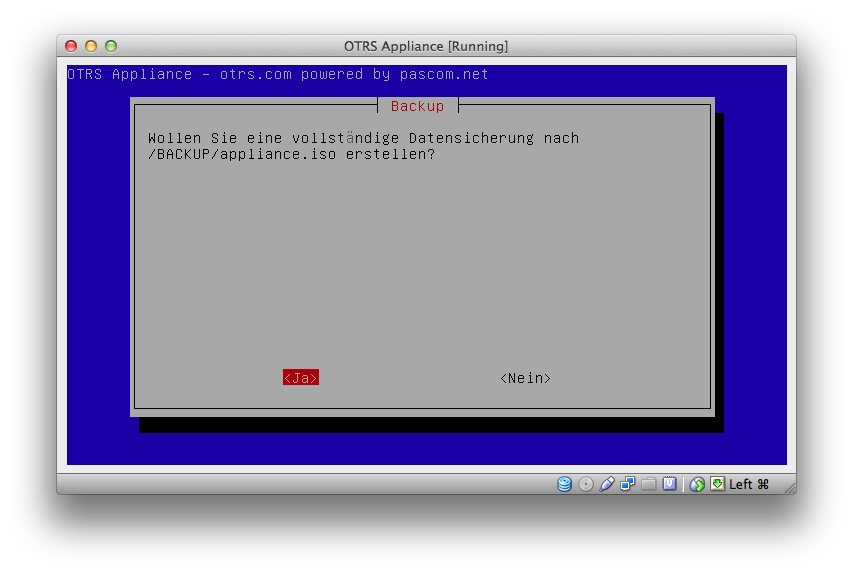 OTRS Appliance [Running]
OTRS Appliance - otrs.com powered by pascom.net
Backup
Wollen Sie eine vollständige Datensicherung nach
/BACKUP/appliance.iso erstellen?
<Ja> <Nein>
Left ⌘